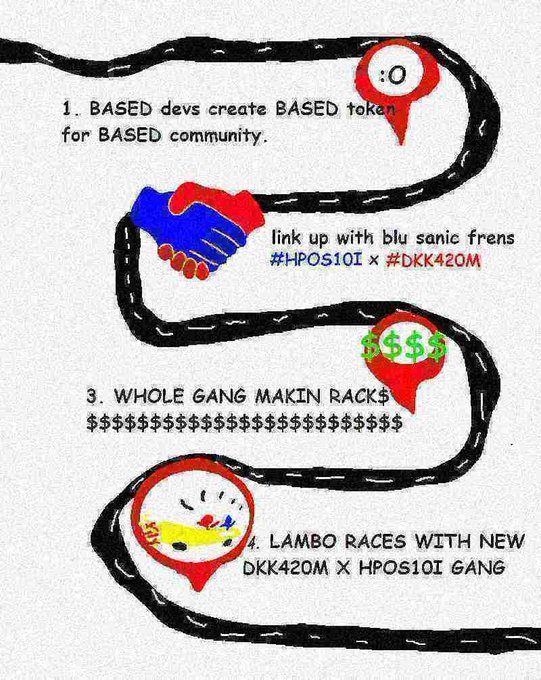 :O
1. BASED devs create BASED token
for BASED community.
link up with blu sanic frens
#HPOS10I x #DKK420M
$$$$
3. WHOLE GANG MAKIN RACK$
$$$$$$$$$$$$$$$$$$$$$$$$$
4. LAMBO RACES WITH NEW
DKK420M X HPOS10I GANG